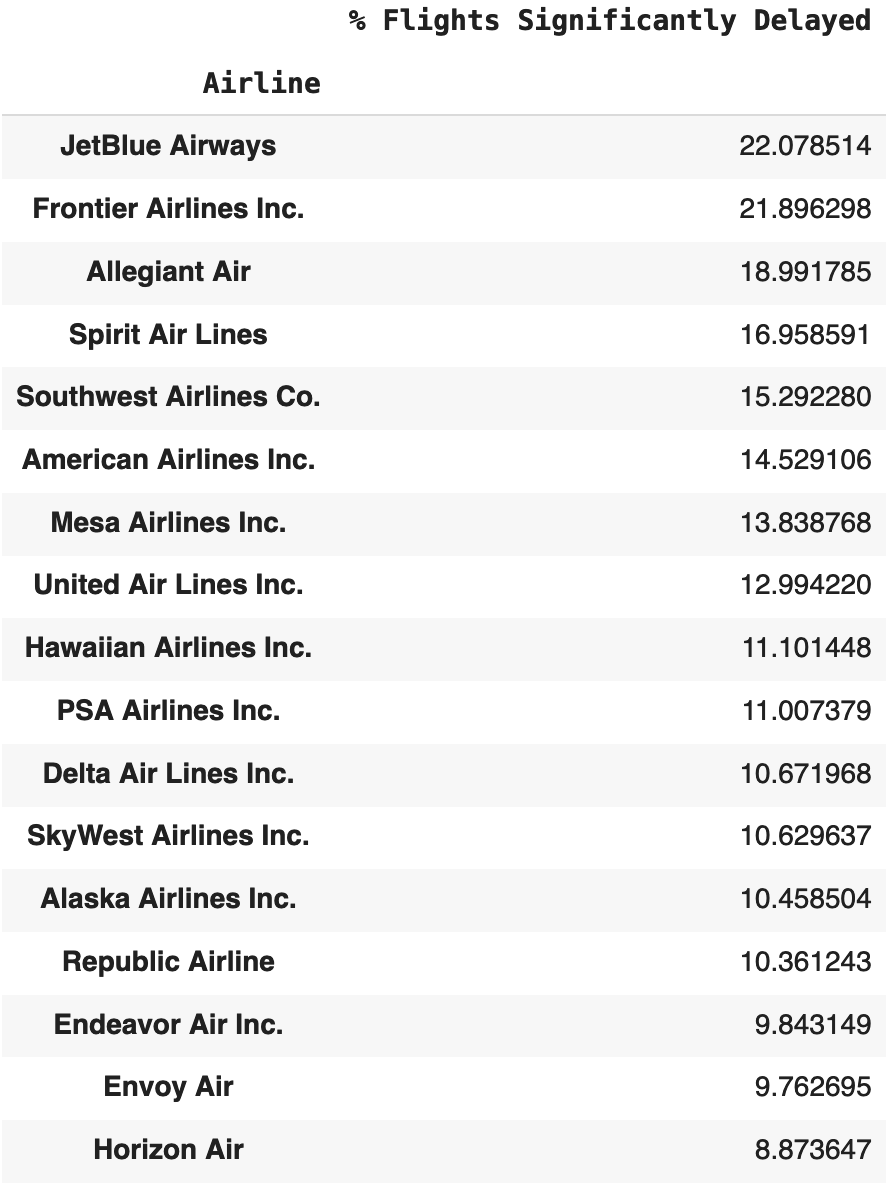 % Flights Significantly Delayed
Airline
JetBlue Airways 22.078514
Frontier Airlines Inc. 21.896298
Allegiant Air 18.991785
Spirit Air Lines 16.958591
Southwest Airlines Co. 15.292280
American Airlines Inc. 14.529106
Mesa Airlines Inc. 13.838768
United Air Lines Inc. 12.994220
Hawaiian Airlines Inc. 11.101448
PSA Airlines Inc. 11.007379
Delta Air Lines Inc. 10.671968
SkyWest Airlines Inc. 10.629637
Alaska Airlines Inc. 10.458504
Republic Airline 10.361243
Endeavor Air Inc. 9.843149
Envoy Air 9.762695
Horizon Air 8.873647